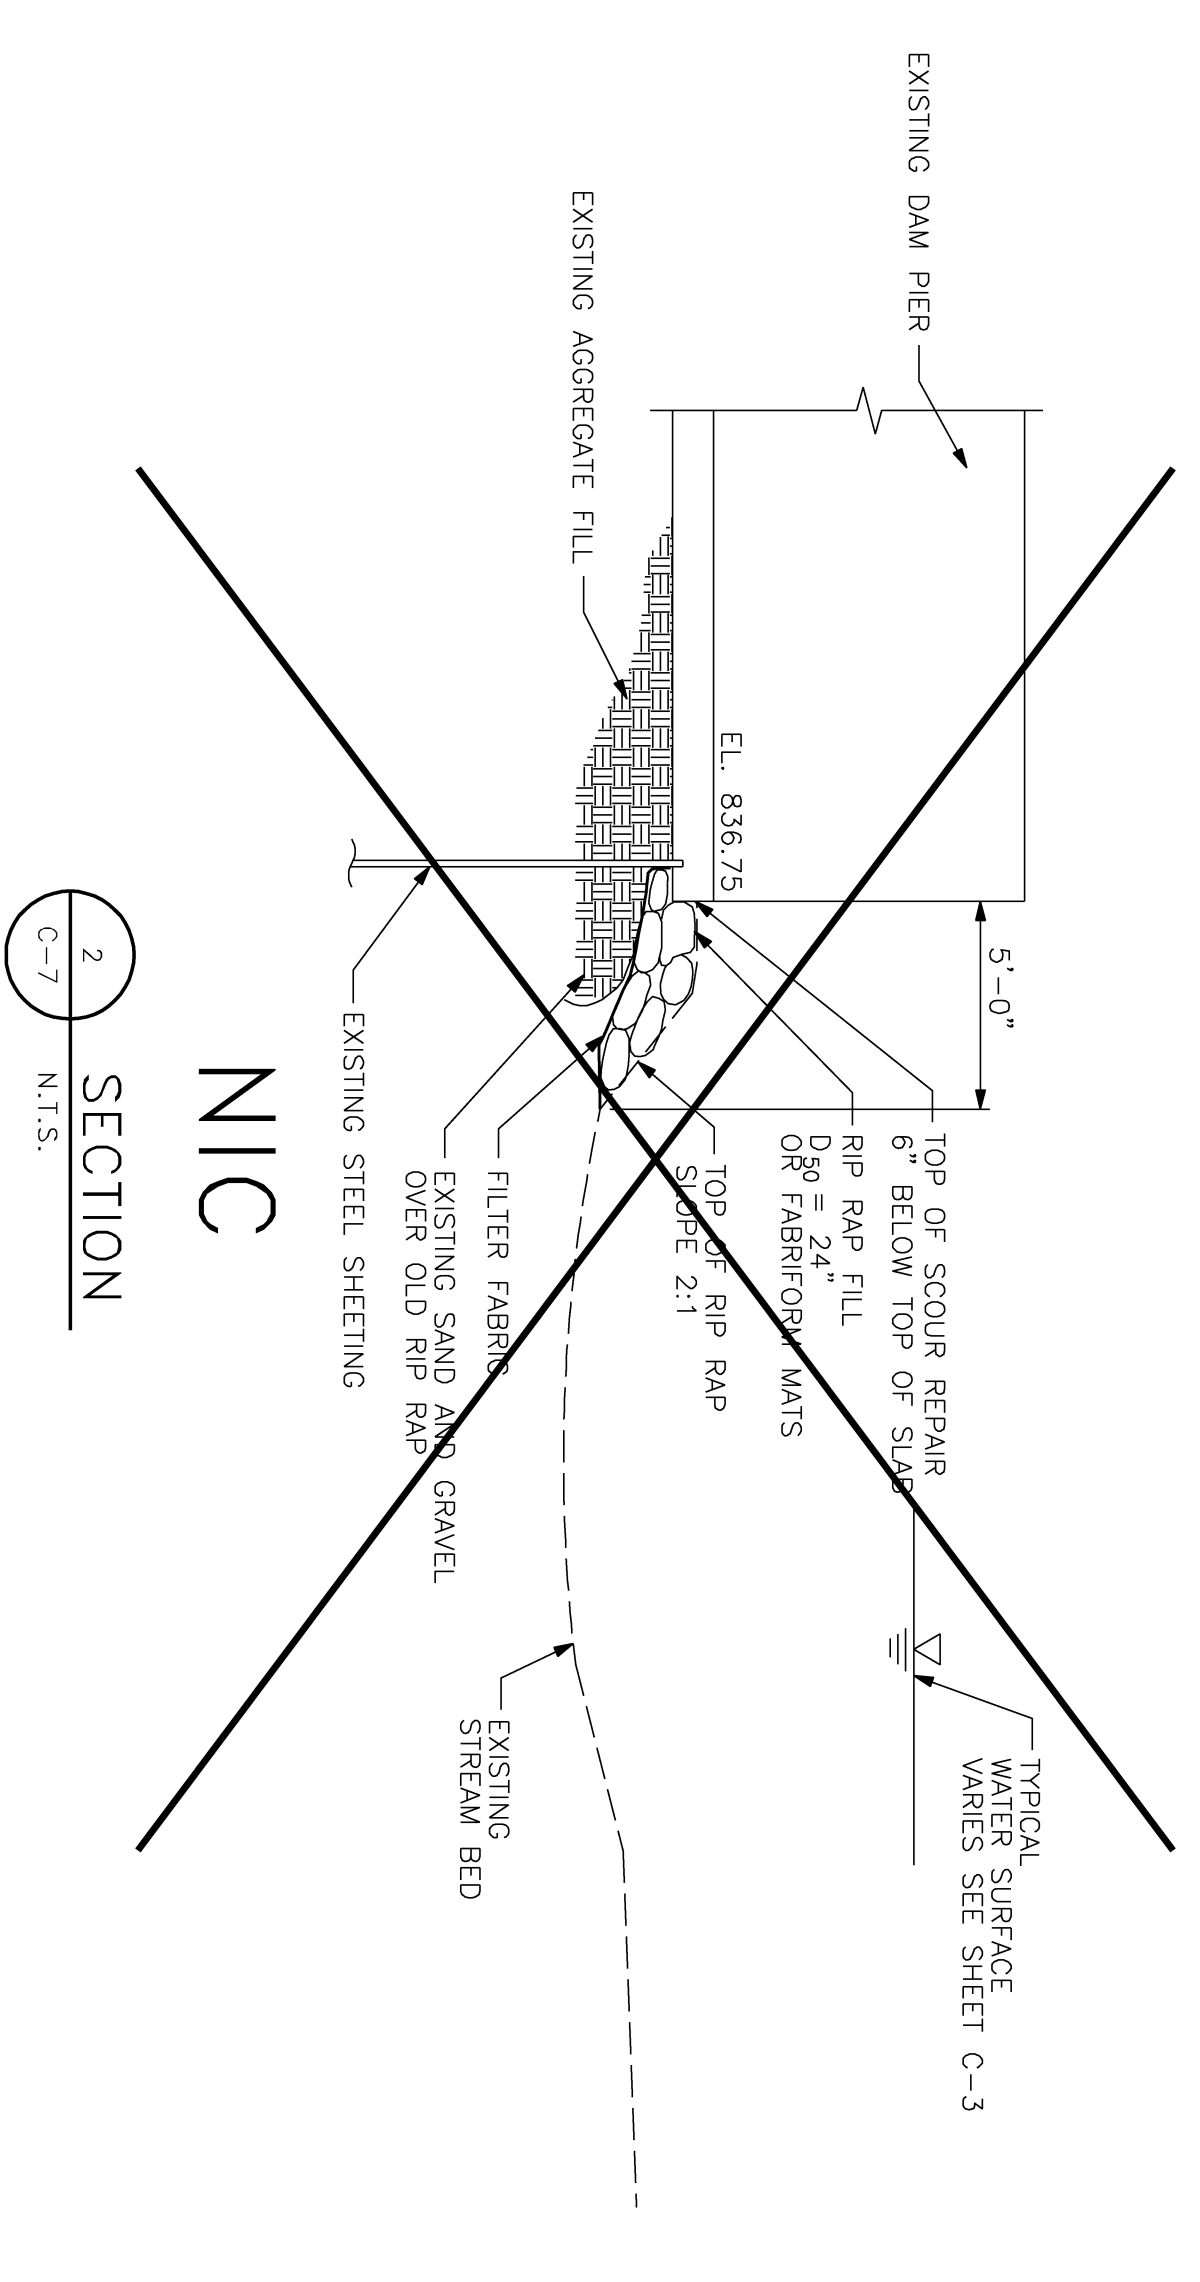 EXISTING DAM PIER
5'-0"
TOP OF SCOUR REPAIR
6" BELOW TOP OF SLAB
RIP RAP FILL
D50 = 24"
OR FABRIFORM MATS
TYPICAL
WATER SURFACE
VARIES SEE SHEET C-3
EL. 836.75
TOP OF RIP RAP
SLOPE 2:1
EXISTING AGGREGATE FILL
FILTER FABRIC
EXISTING SAND AND GRAVEL
OVER OLD RIP RAP
EXISTING
STREAM BED
EXISTING STEEL SHEETING
NIC
2
C-7
SECTION
N.T.S.